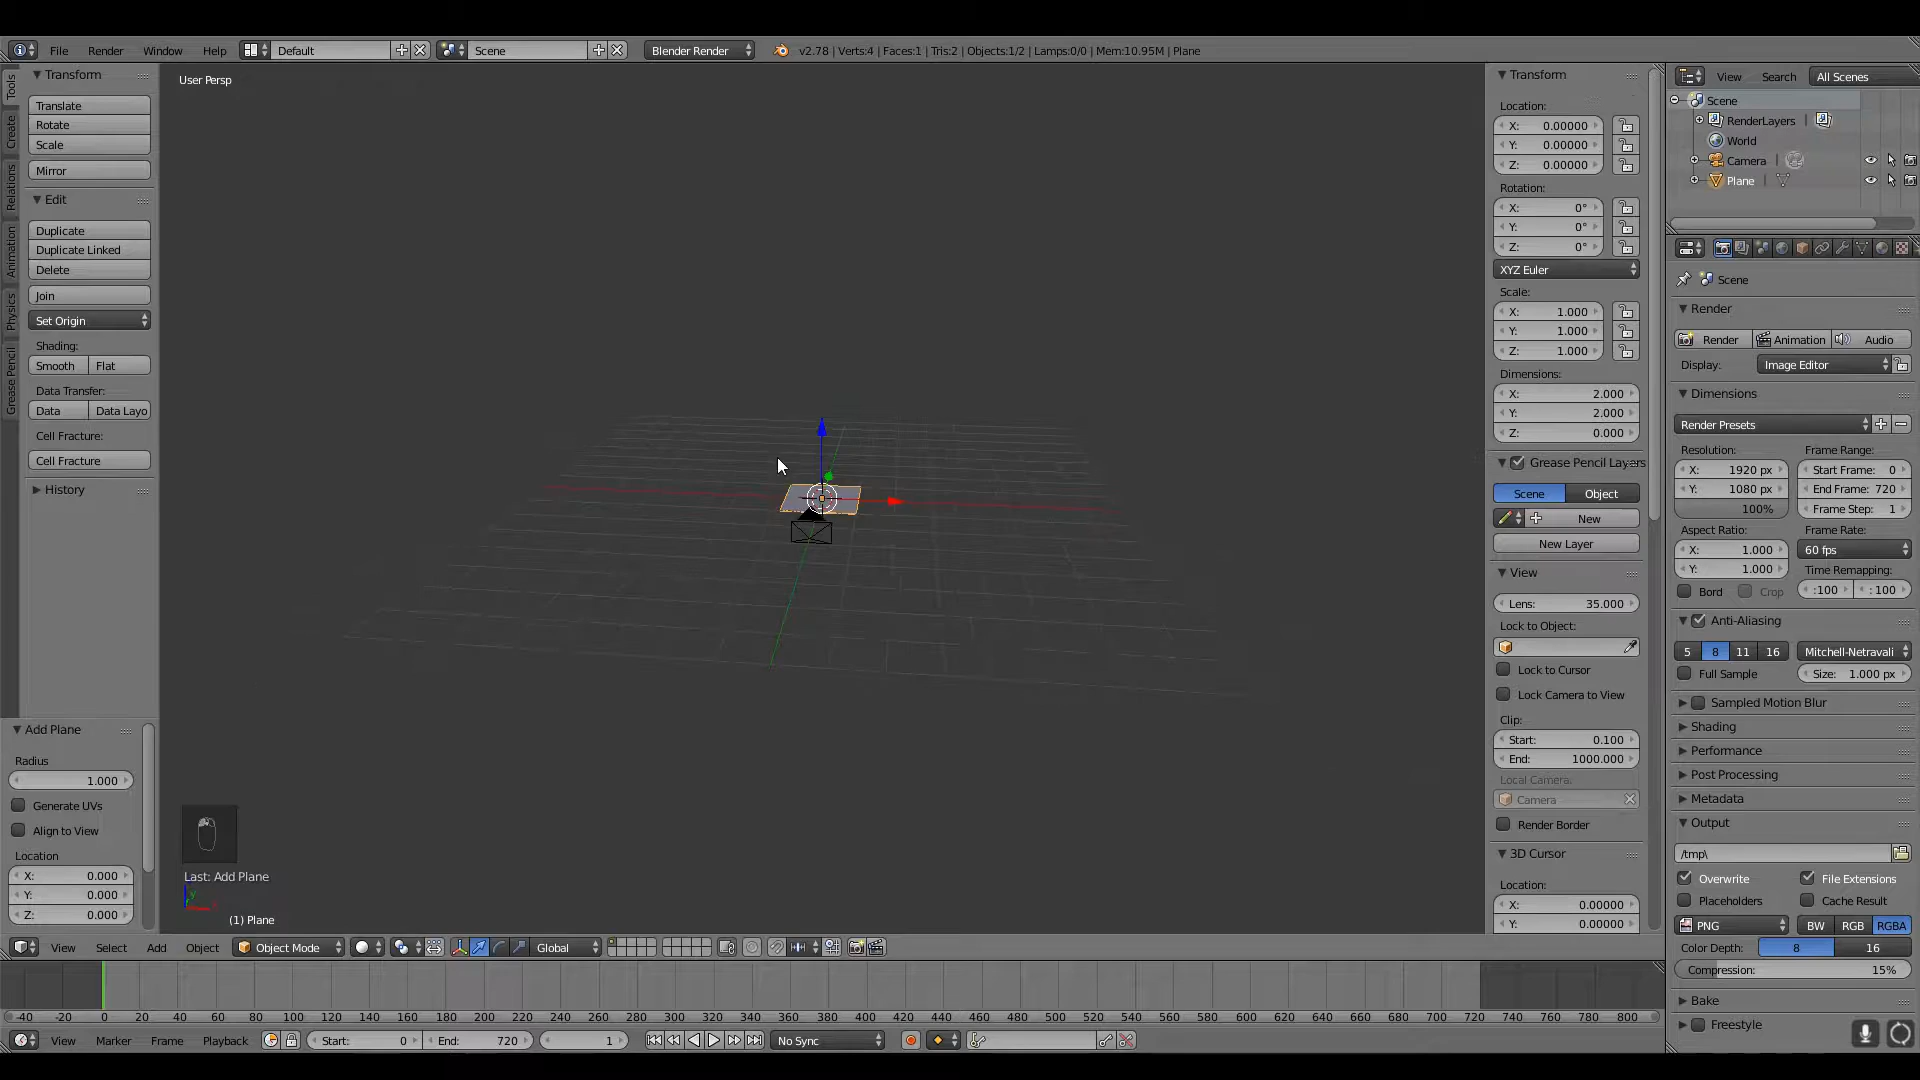 File Render Window Help Default Scene Blender Render v2.78 | Verts:4 | Faces:1 | Tris:2 | Objects:1/2 | Lamps:0/0 | Mem:10.95M | Plane
Tools
Create
Relations
Animation
Physics
Grease Pencil
Transform
Translate
Rotate
Scale
Mirror
Edit
Duplicate
Duplicate Linked
Delete
Join
Set Origin
Shading:
Smooth Flat
Data Transfer:
Data Data Layo
Cell Fracture:
Cell Fracture
History
Add Plane
Radius
1.000
Generate UVs
Align to View
Location
X: 0.000
Y: 0.000
Z: 0.000
User Persp
Last: Add Plane
(1) Plane
Transform
Location:
X: 0.00000
Y: 0.00000
Z: 0.00000
Rotation:
X: 0°
Y: 0°
Z: 0°
XYZ Euler
Scale:
X: 1.000
Y: 1.000
Z: 1.000
Dimensions:
X: 2.000
Y: 2.000
Z: 0.000
Grease Pencil Layers
Scene Object
New
New Layer
View
Lens: 35.000
Lock to Object:
Lock to Cursor
Lock Camera to View
Clip:
Start: 0.100
End: 1000.000
Local Camera:
Camera
Render Border
3D Cursor
Location:
X: 0.00000
Y: 0.00000
View Search All Scenes
Scene
RenderLayers |
World
Camera |
Plane |
Scene
Render
Render Animation Audio
Display: Image Editor
Dimensions
Render Presets
Resolution: Frame Range:
X: 1920 px Start Frame: 0
Y: 1080 px End Frame: 720
100% Frame Step: 1
Aspect Ratio: Frame Rate:
X: 1.000 60 fps
Y: 1.000 Time Remapping:
Bord Crop :100 : 100
Anti-Aliasing
5 8 11 16 Mitchell-Netravali
Full Sample Size: 1.000 px
Sampled Motion Blur
Shading
Performance
Post Processing
Metadata
Output
/tmp\
Overwrite File Extensions
Placeholders Cache Result
PNG BW RGB RGBA
Color Depth: 8 16
Compression: 15%
Bake
Freestyle
View Select Add Object Object Mode Global
-40 -20 0 20 40 60 80 100 120 140 160 180 200 220 240 260 280 300 320 340 360 380 400 420 440 460 480 500 520 540 560 580 600 620 640 660 680 700 720 740 760 780 800
View Marker Frame Playback Start: 0 End: 720 1 No Sync